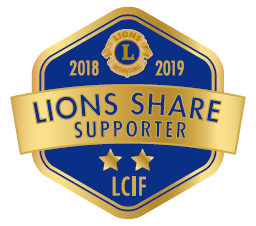 LIONS
L
INTERNATIONAL
2018 2019
LIONS SHARE
SUPPORTER
LCIF